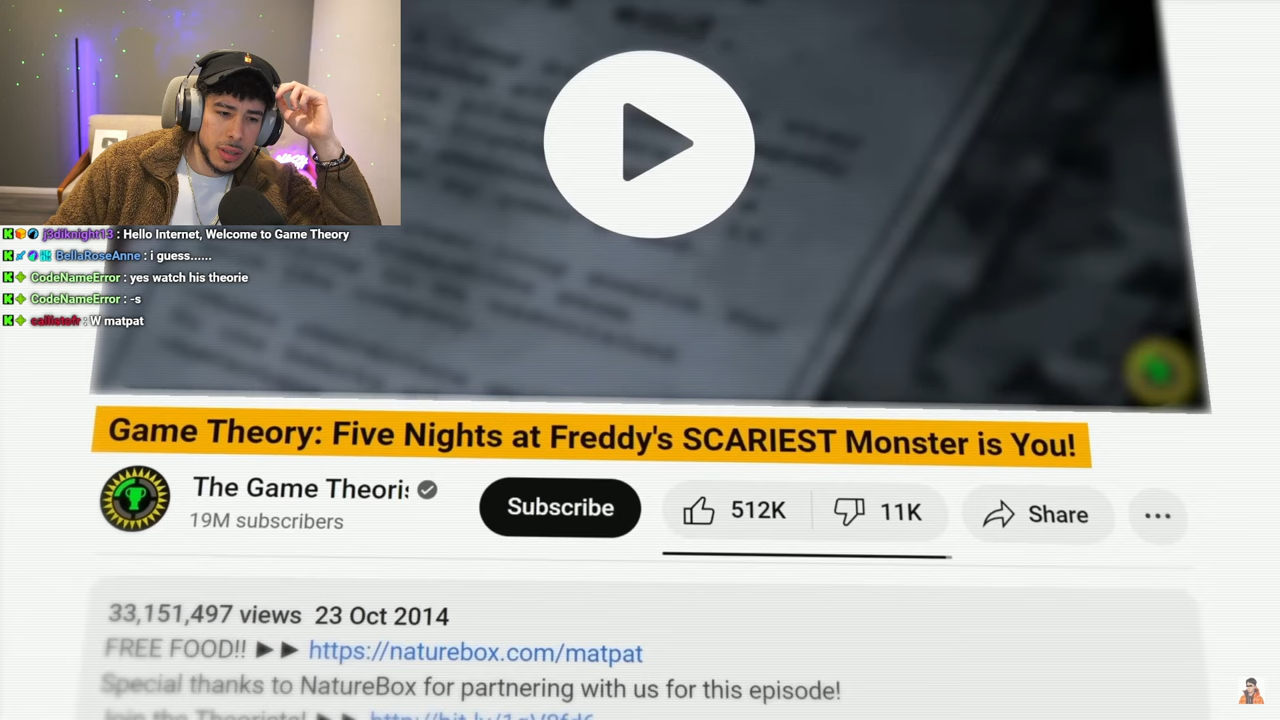 j3diknight13 : Hello Internet, Welcome to Game Theory
BellaRoseAnne : i guess......
CodeNameError : yes watch his theorie
CodeNameError : -s
: W matpat
Game Theory: Five Nights at Freddy's SCARIEST Monster is You!
The Game Theoris
19M subscribers
Subscribe
512K
11K
Share
33,151,497 views 23 Oct 2014
FREE FOOD!! ►► https://naturebox.com/matpat
Special thanks to NatureBox for partnering with us for this episode!